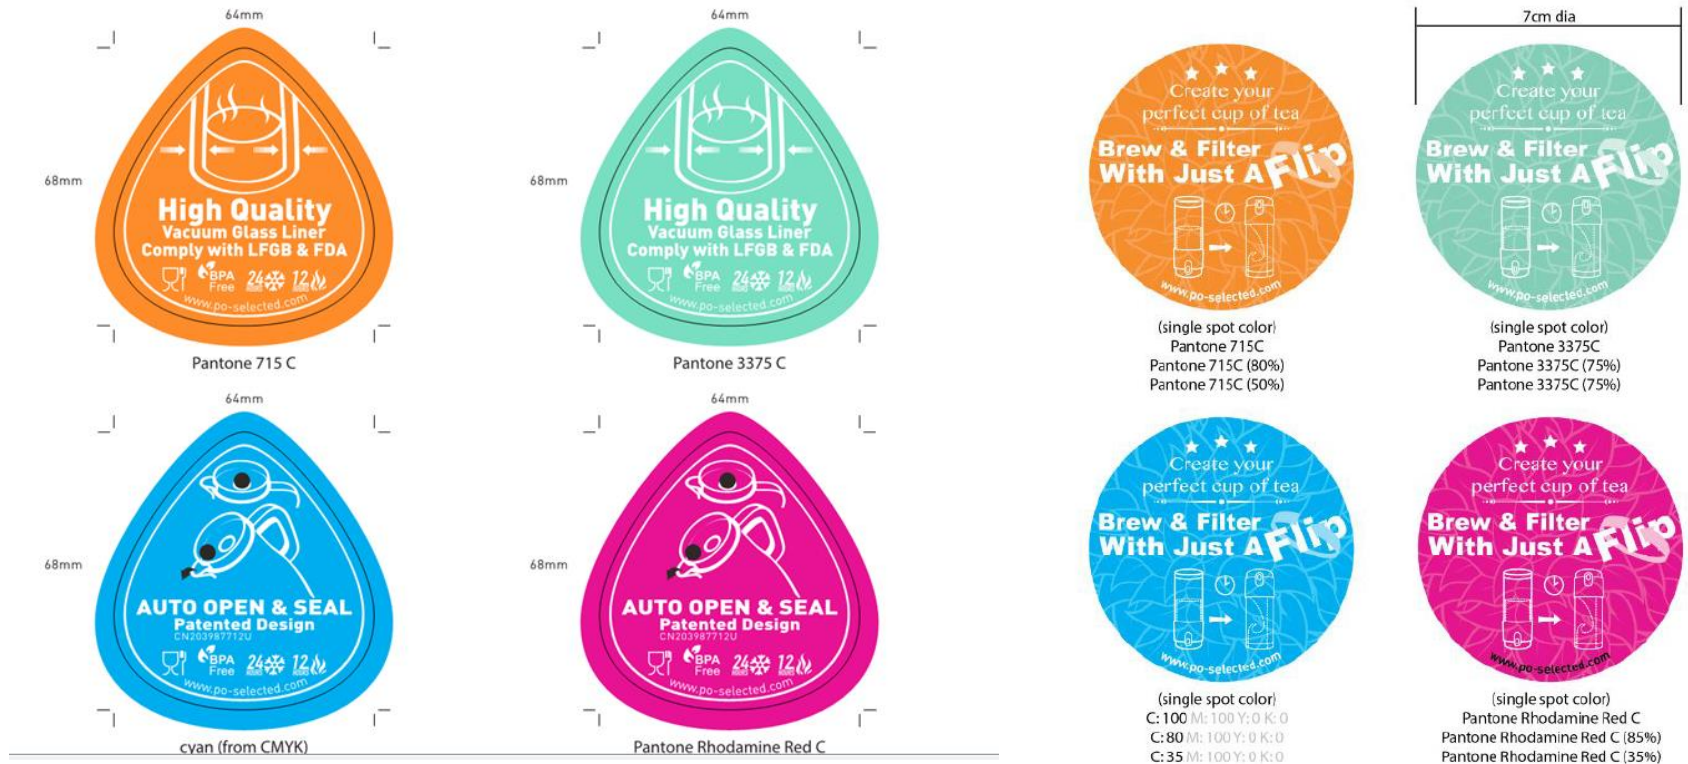 64mm
68mm
High Quality
Vacuum Glass Liner
Comply with LFGB & FDA
BPA
Free
24
HOURS
12
HOURS
www.po-selected.com
Pantone 715 C
64mm
68mm
High Quality
Vacuum Glass Liner
Comply with LFGB & FDA
BPA
Free
24
HOURS
12
HOURS
www.po-selected.com
Pantone 3375 C
Create your
perfect cup of tea
Brew & Filter
With Just A Flip
www.po-selected.com
(single spot color)
Pantone 715C
Pantone 715C (80%)
Pantone 715C (50%)
7cm dia
Create your
perfect cup of tea
Brew & Filter
With Just A Flip
www.po-selected.com
(single spot color)
Pantone 3375C
Pantone 3375C (75%)
Pantone 3375C (75%)
64mm
68mm
AUTO OPEN & SEAL
Patented Design
CN203987712U
BPA
Free
24
HOURS
12
HOURS
www.po-selected.com
cyan (from CMYK)
64mm
68mm
AUTO OPEN & SEAL
Patented Design
CN203987712U
BPA
Free
24
HOURS
12
HOURS
www.po-selected.com
Pantone Rhodamine Red C
Create your
perfect cup of tea
Brew & Filter
With Just A Flip
www.po-selected.com
(single spot color)
C: 100 M: 100 Y: 0 K: 0
C: 80 M: 100 Y: 0 K: 0
C: 35 M: 100 Y: 0 K: 0
Create your
perfect cup of tea
Brew & Filter
With Just A Flip
www.po-selected.com
(single spot color)
Pantone Rhodamine Red C
Pantone Rhodamine Red C (85%)
Pantone Rhodamine Red C (35%)